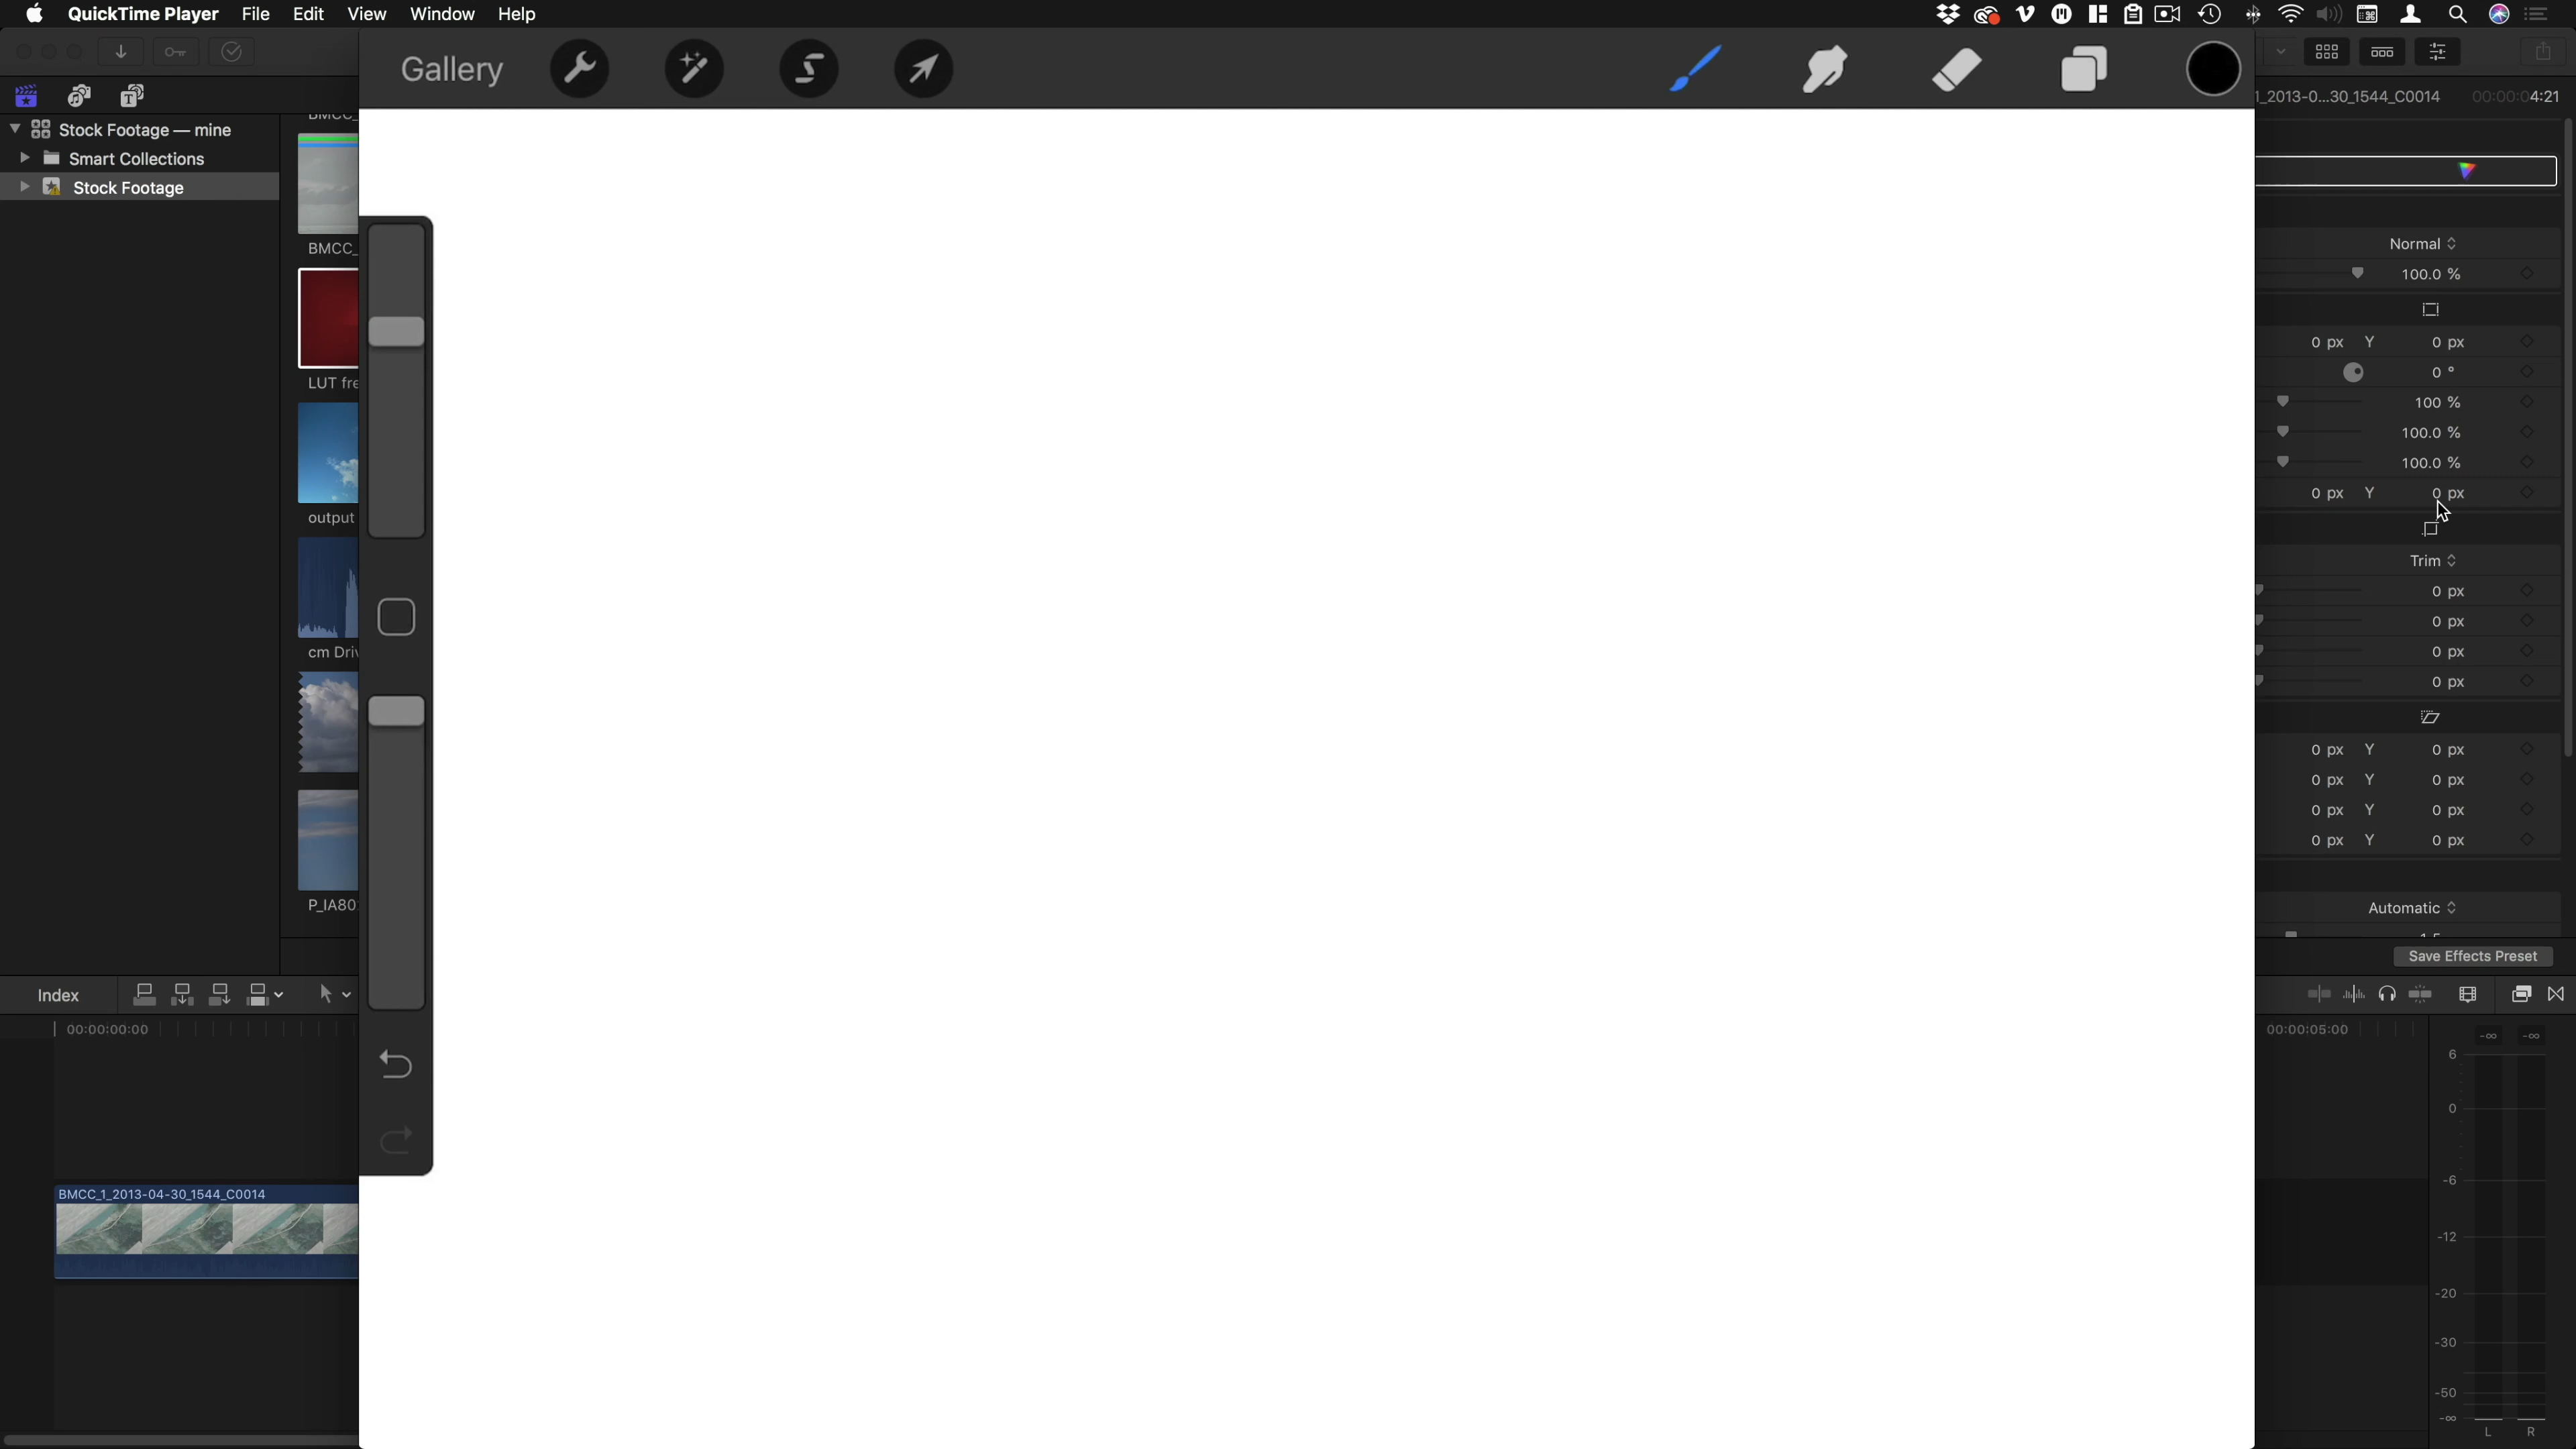 QuickTime Player File Edit View Window Help
Gallery
1_2013-0...30_1544_C0014 00:00:04:21
Stock Footage — mine
Smart Collections
Stock Footage
BMCC_
BMCC_
LUT fre
output
cm Driv
P_IA80
Normal
100.0 %
0 px Y 0 px
0 °
100 %
100.0 %
100.0 %
0 px Y 0 px
Trim
0 px
0 px
0 px
0 px
0 px Y 0 px
0 px Y 0 px
0 px Y 0 px
0 px Y 0 px
Automatic
Save Effects Preset
Index
00:00:00:00
00:00:05:00
BMCC_1_2013-04-30_1544_C0014
-∞ -∞
6
0
-6
-12
-20
-30
-50
-∞
L R